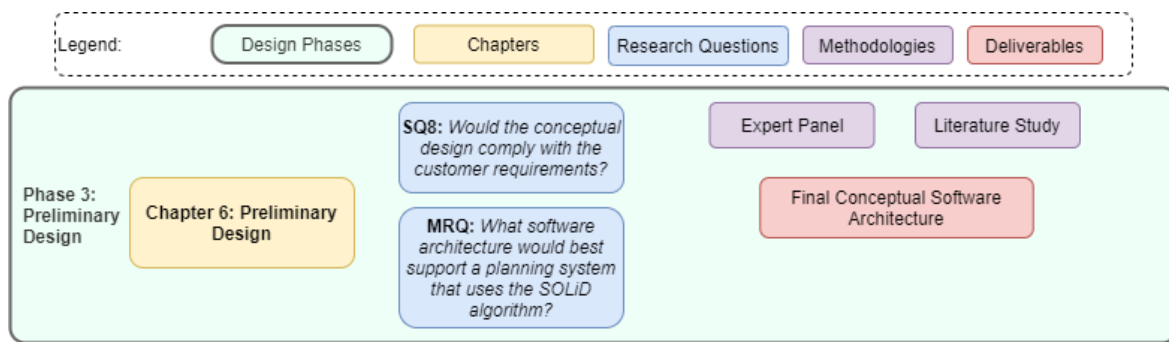 Legend:
Design Phases
Chapters
Research Questions
Methodologies
Deliverables
Phase 3:
Preliminary
Design
Chapter 6: Preliminary
Design
SQ8: Would the conceptual
design comply with the
customer requirements?
MRQ: What software
architecture would best
support a planning system
that uses the SOLiD
algorithm?
Expert Panel
Literature Study
Final Conceptual Software
Architecture